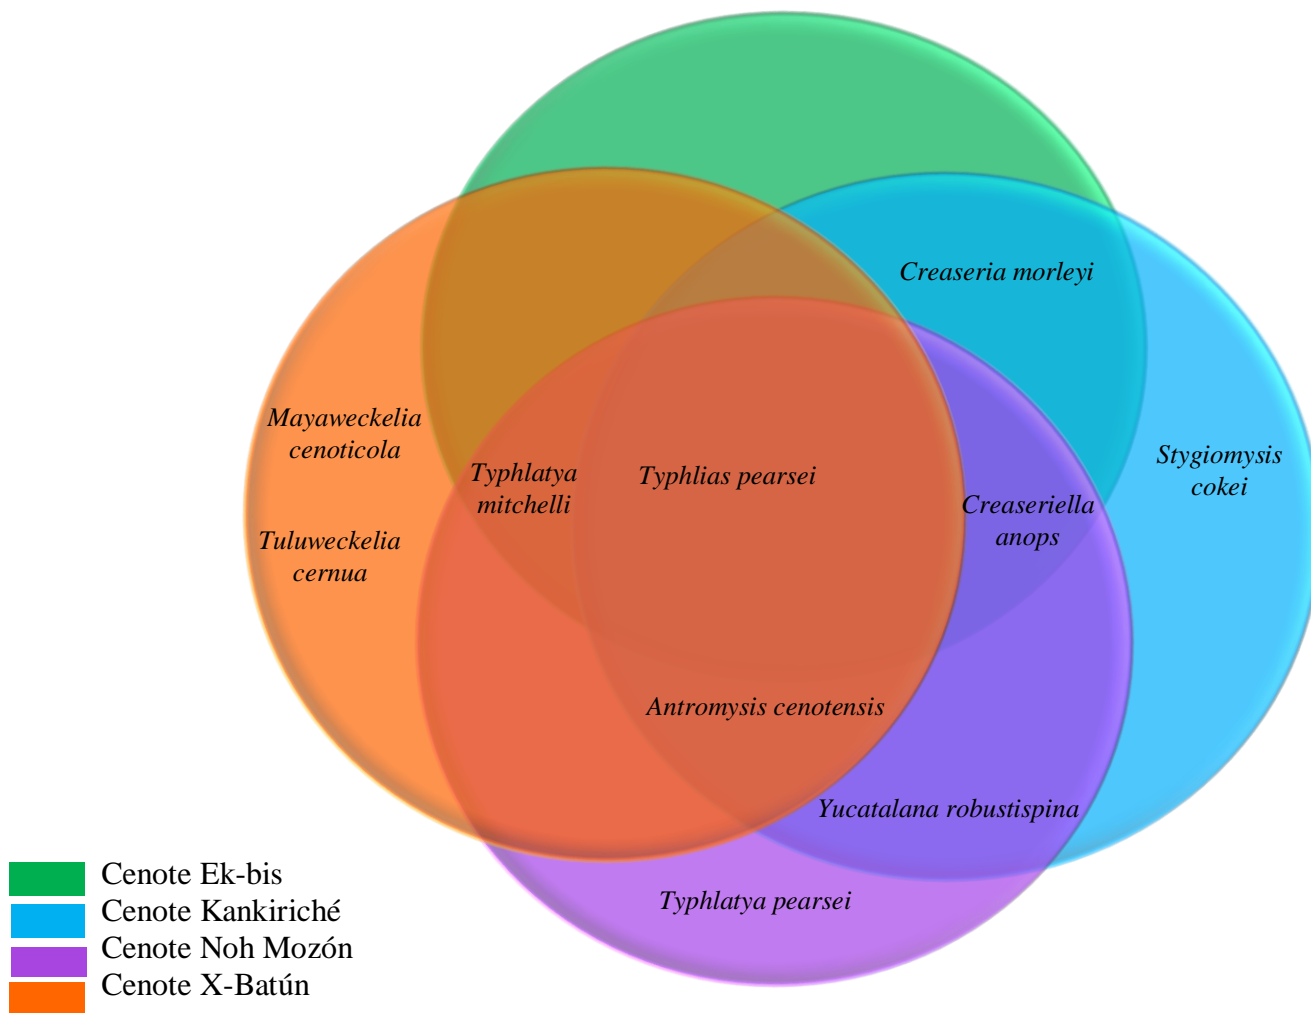 Creaseria morleyi
Mayaweckelia
cenoticola
Typhlatya
mitchelli
Typhlias pearsei
Stygiomysis
cokei
Creaseriella
anops
Tuluweckelia
cernua
Antromysis cenotensis
Yucatalana robustispina
Typhlatya pearsei
Cenote Ek-bis
Cenote Kankiriché
Cenote Noh Mozón
Cenote X-Batún